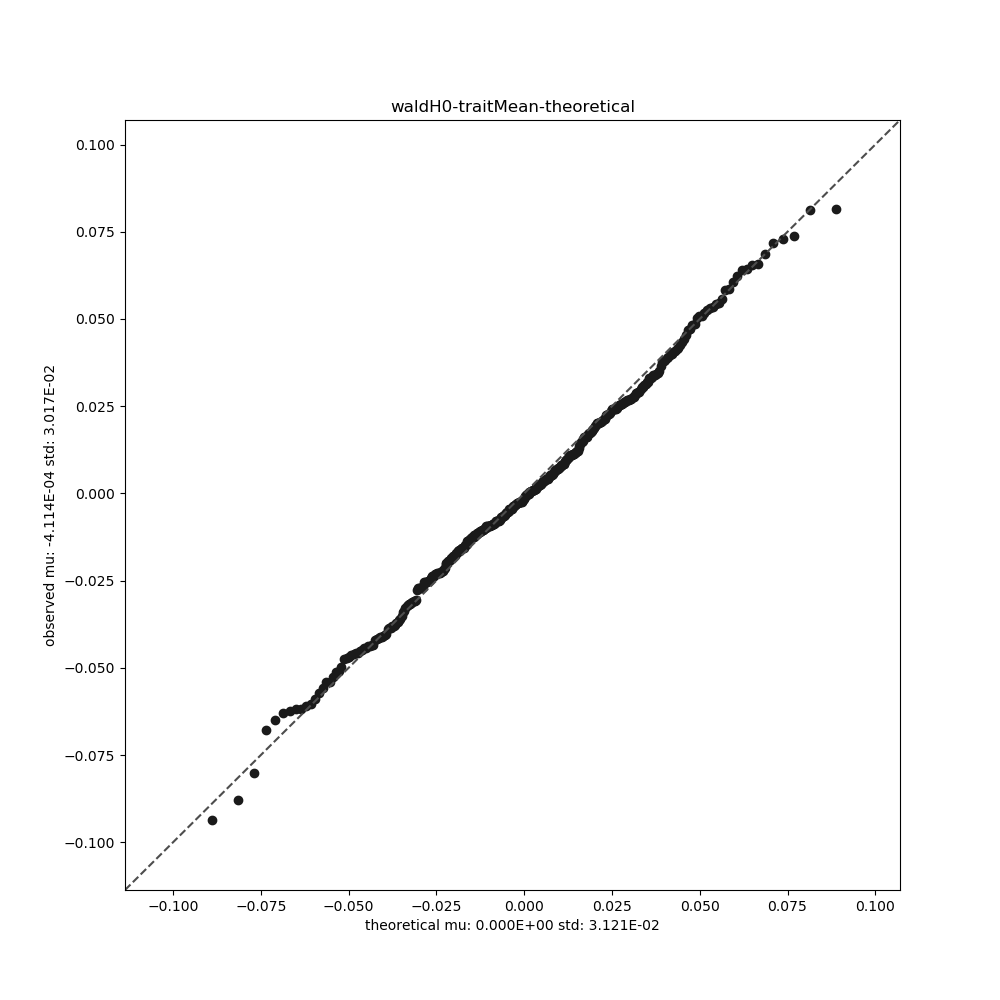 waldH0-traitMean-theoretical
0.100
0.075
0.050
0.025
0.000
−0.025
−0.050
−0.075
−0.100
observed mu: -4.114E-04 std: 3.017E-02
−0.100 −0.075 −0.050 −0.025 0.000 0.025 0.050 0.075 0.100
theoretical mu: 0.000E+00 std: 3.121E-02